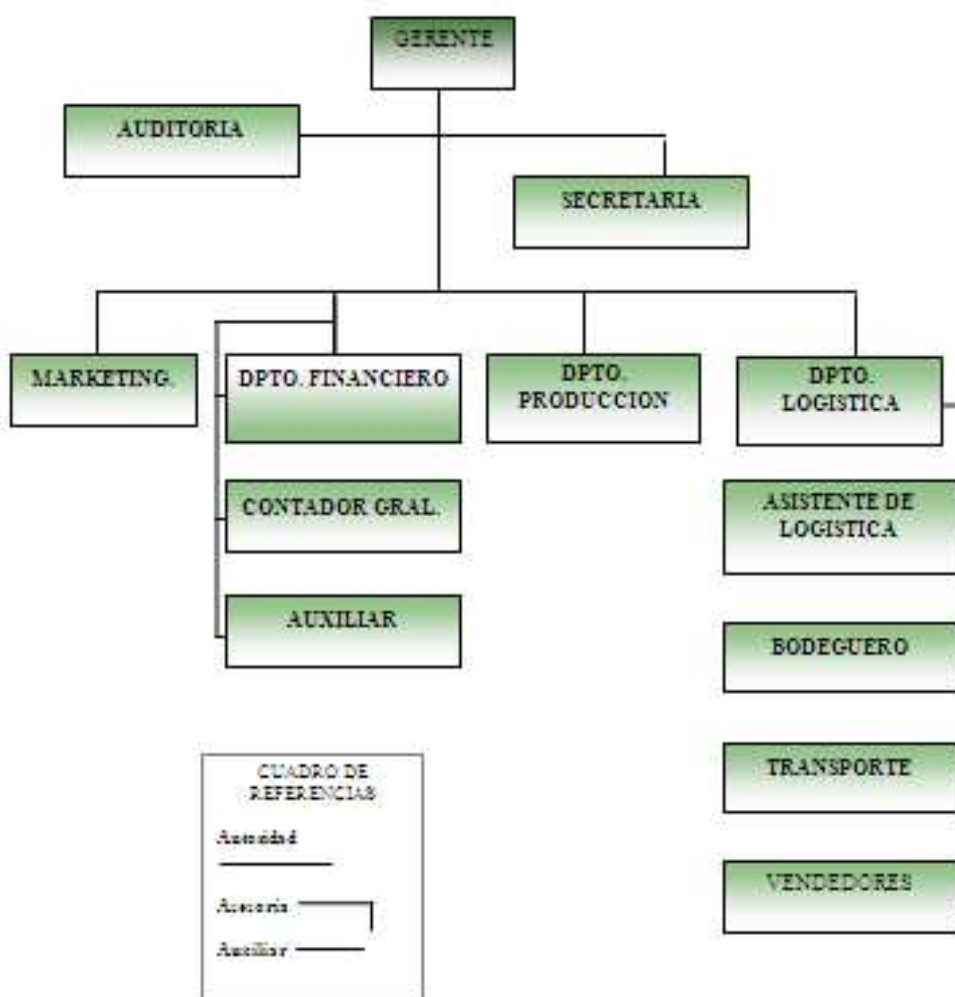 GERENTE
AUDITORIA
SECRETARIA
MARKETING.
DPTO. FINANCIERO
DPTO.
PRODUCCION
DPTO.
LOGISTICA
CONTADOR GRAL.
ASISTENTE DE
LOGISTICA
AUXILIAR
BODEGUERO
TRANSPORTE
VENDEDORES
CUADRO DE
REFERENCIAS
Autoridad
Asesoría
Auxiliar